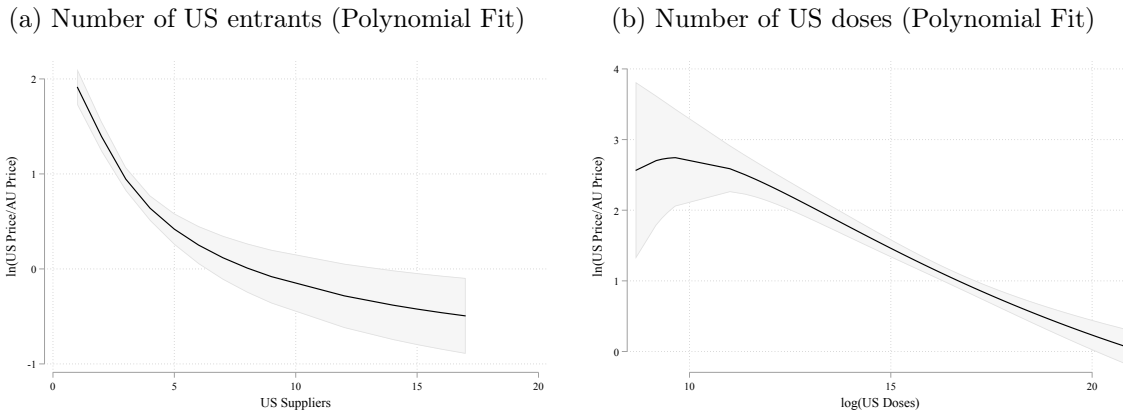 (a) Number of US entrants (Polynomial Fit)
2
1
0
-1
ln(US Price/AU Price)
0
5
10
15
20
US Suppliers
(b) Number of US doses (Polynomial Fit)
4
3
2
1
0
ln(US Price/AU Price)
10
15
20
log(US Doses)